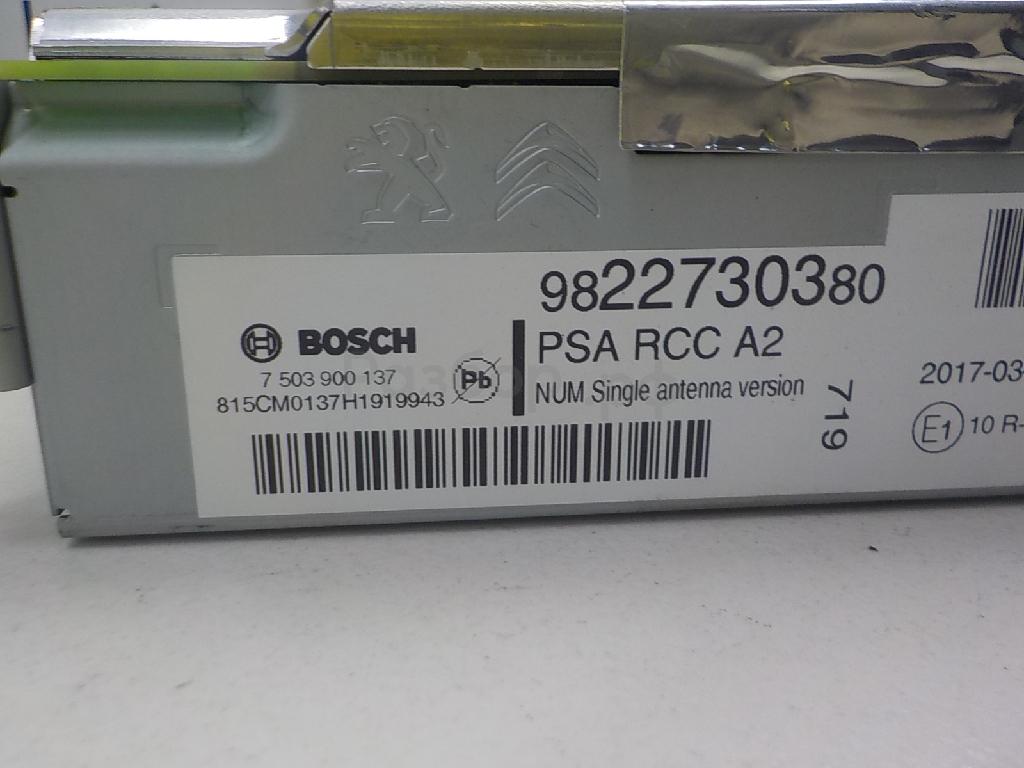 9822730380
BOSCH
PSA RCC A2
7 503 900 137
Pb
NUM Single antenna version
815CM0137H1919943
719
2017-03
E1 10 R-